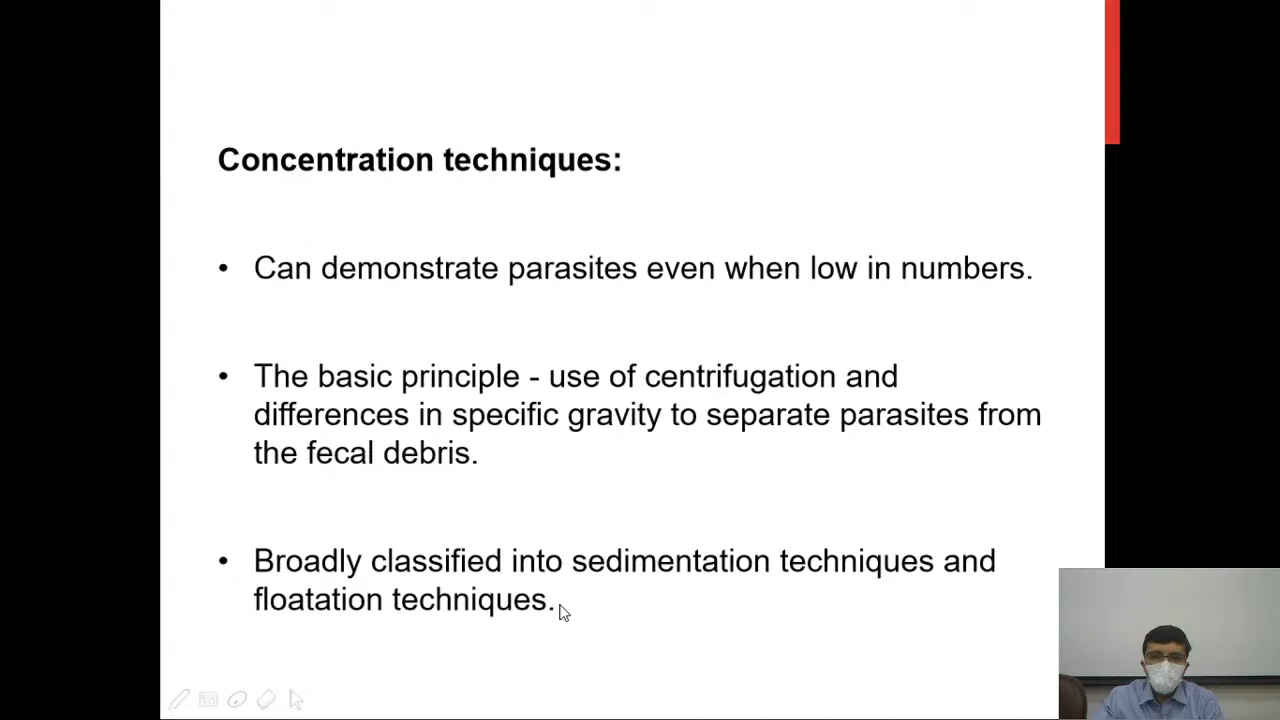 Concentration techniques:
• Can demonstrate parasites even when low in numbers.
• The basic principle - use of centrifugation and
differences in specific gravity to separate parasites from
the fecal debris.
• Broadly classified into sedimentation techniques and
floatation techniques.